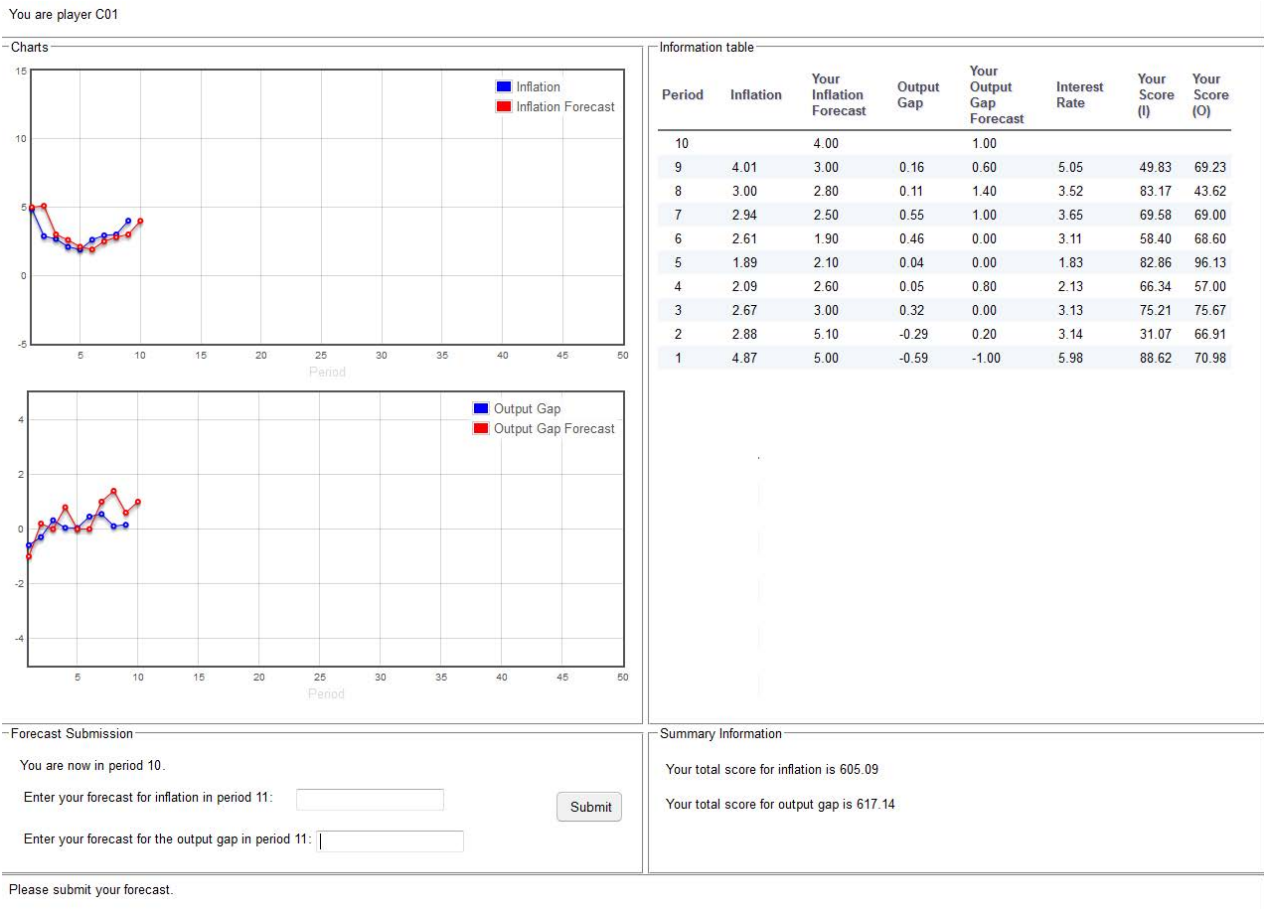 You are player C01
Charts
15
10
5
0
-5
Inflation
Inflation Forecast
5 10 15 20 25 30 35 40 45 50
Period
4
2
0
-2
-4
Output Gap
Output Gap Forecast
5 10 15 20 25 30 35 40 45 50
Period
Information table
Period Inflation Your Inflation Forecast Output Gap Your Output Gap Forecast Interest Rate Your Score (I) Your Score (O)
10 4.00 1.00
9 4.01 3.00 0.16 0.60 5.05 49.83 69.23
8 3.00 2.80 0.11 1.40 3.52 83.17 43.62
7 2.94 2.50 0.55 1.00 3.65 69.58 69.00
6 2.61 1.90 0.46 0.00 3.11 58.40 68.60
5 1.89 2.10 0.04 0.00 1.83 82.86 96.13
4 2.09 2.60 0.05 0.80 2.13 66.34 57.00
3 2.67 3.00 0.32 0.00 3.13 75.21 75.67
2 2.88 5.10 -0.29 0.20 3.14 31.07 66.91
1 4.87 5.00 -0.59 -1.00 5.98 88.62 70.98
Forecast Submission
You are now in period 10.
Enter your forecast for inflation in period 11:
Submit
Enter your forecast for the output gap in period 11:
Summary Information
Your total score for inflation is 605.09
Your total score for output gap is 617.14
Please submit your forecast.